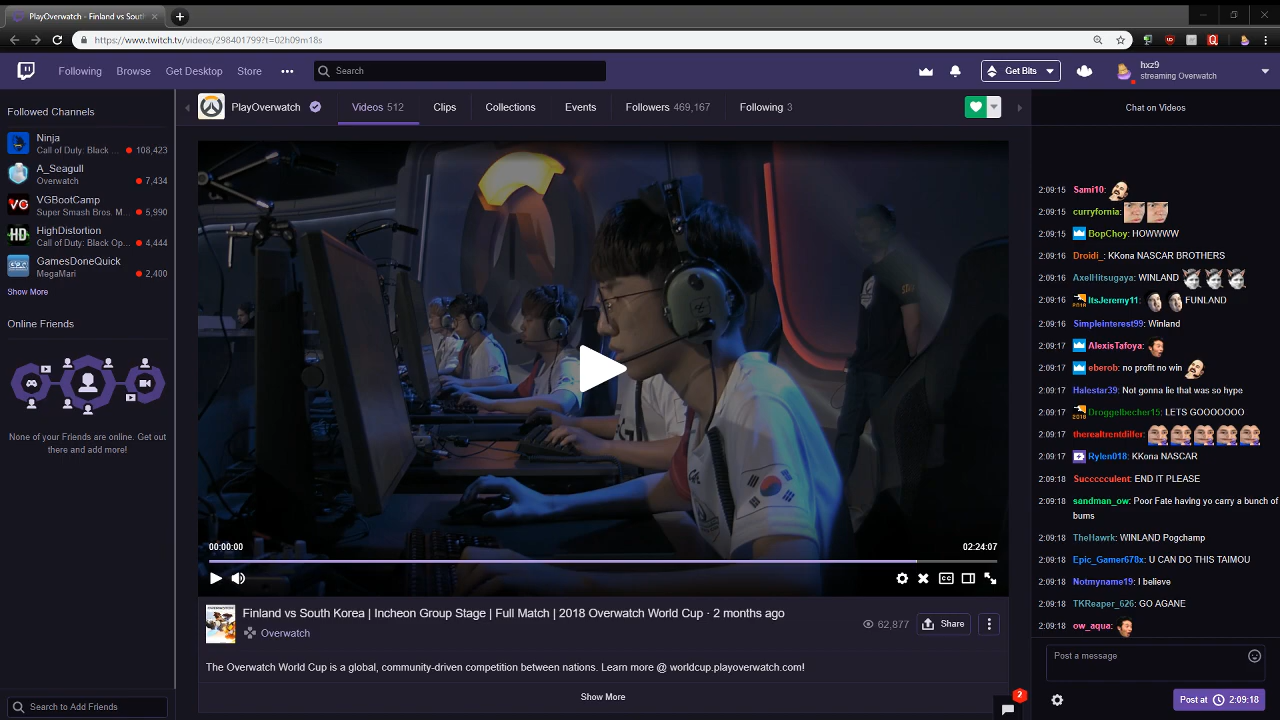 PlayOverwatch - Finland vs Sout
https://www.twitch.tv/videos/298401799?t=02h09m18s
Following
Browse
Get Desktop
Store
Search
Get Bits
hxz9
streaming Overwatch
Followed Channels
Ninja
Call of Duty: Black ...
108,423
A_Seagull
Overwatch
7,434
VGBootCamp
Super Smash Bros. M...
5,990
HighDistortion
Call of Duty: Black Op...
4,444
GamesDoneQuick
MegaMari
2,400
Show More
Online Friends
None of your Friends are online. Get out
there and add more!
Search to Add Friends
PlayOverwatch
Videos 512
Clips
Collections
Events
Followers 469,167
Following 3
00:00:00
02:24:07
CC
Finland vs South Korea | Incheon Group Stage | Full Match | 2018 Overwatch World Cup · 2 months ago
Overwatch
62,877
Share
The Overwatch World Cup is a global, community-driven competition between nations. Learn more @ worldcup.playoverwatch.com!
Show More
2
Chat on Videos
2:09:15 Sami10:
2:09:15 curryfornia:
2:09:15 BopChoy: HOWWWW
2:09:16 Droidi_: KKona NASCAR BROTHERS
2:09:16 AxelHitsugaya: WINLAND
2:09:16 ItsJeremy11: FUNLAND
2:09:16 Simpleinterest99: Winland
2:09:17 AlexisTafoya:
2:09:17 eberob: no profit no win
2:09:17 Halestar39: Not gonna lie that was so hype
2:09:17 Droggelbecher15: LETS GOOOOOOO
2:09:17 therealtrentdiffer:
2:09:17 Rylen018: KKona NASCAR
2:09:18 Succccculent: END IT PLEASE
2:09:18 sandman_ow: Poor Fate having yo carry a bunch of
bums
2:09:18 TheHawrk: WINLAND Pogchamp
2:09:18 Epic_Gamer678x: U CAN DO THIS TAIMOU
2:09:18 Notmyname19: I believe
2:09:18 TKReaper_626: GO AGANE
2:09:18 ow_aqua:
Post a message
Post at 2:09:18